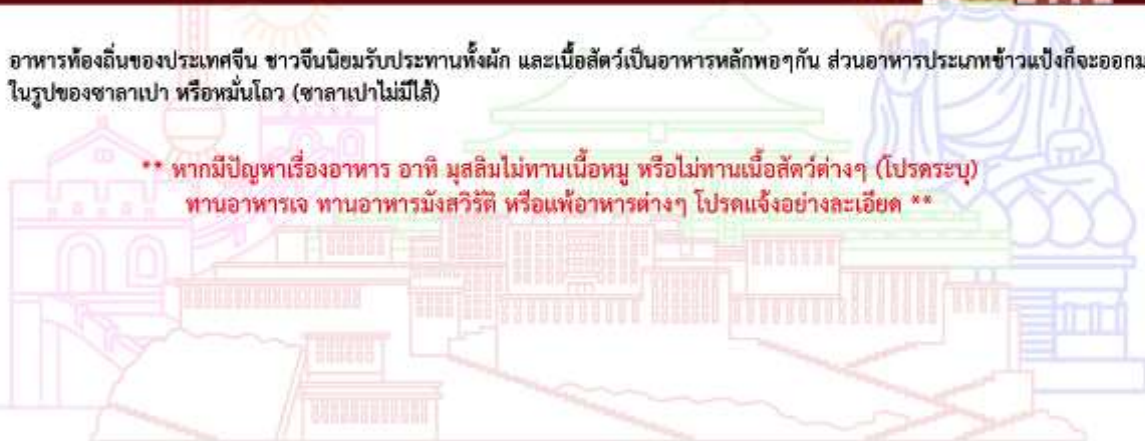 อาหารท้องถิ่นของประเทศจีน ชาวจีนนิยมรับประทานทั้งผัก และเนื้อสัตว์เป็นอาหารหลักพอๆกัน ส่วนอาหารประเภทข้าวแป้งก็จะออกม
ในรูปของซาลาเปา หรือหมั่นโถว (ซาลาเปาไม่มีไส้)
** หากมีปัญหาเรื่องอาหาร อาทิ มุสลิมไม่ทานเนื้อหมู หรือไม่ทานเนื้อสัตว์ต่างๆ (โปรดระบุ)
ทานอาหารเจ ทานอาหารมังสวิรัติ หรือแพ้อาหารต่างๆ โปรดแจ้งอย่างละเอียด **